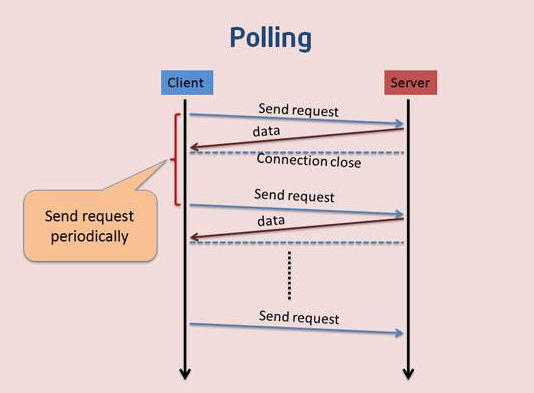 Polling
Client
Server
Send request
data
Connection close
Send request
data
Send request
periodically
Send request